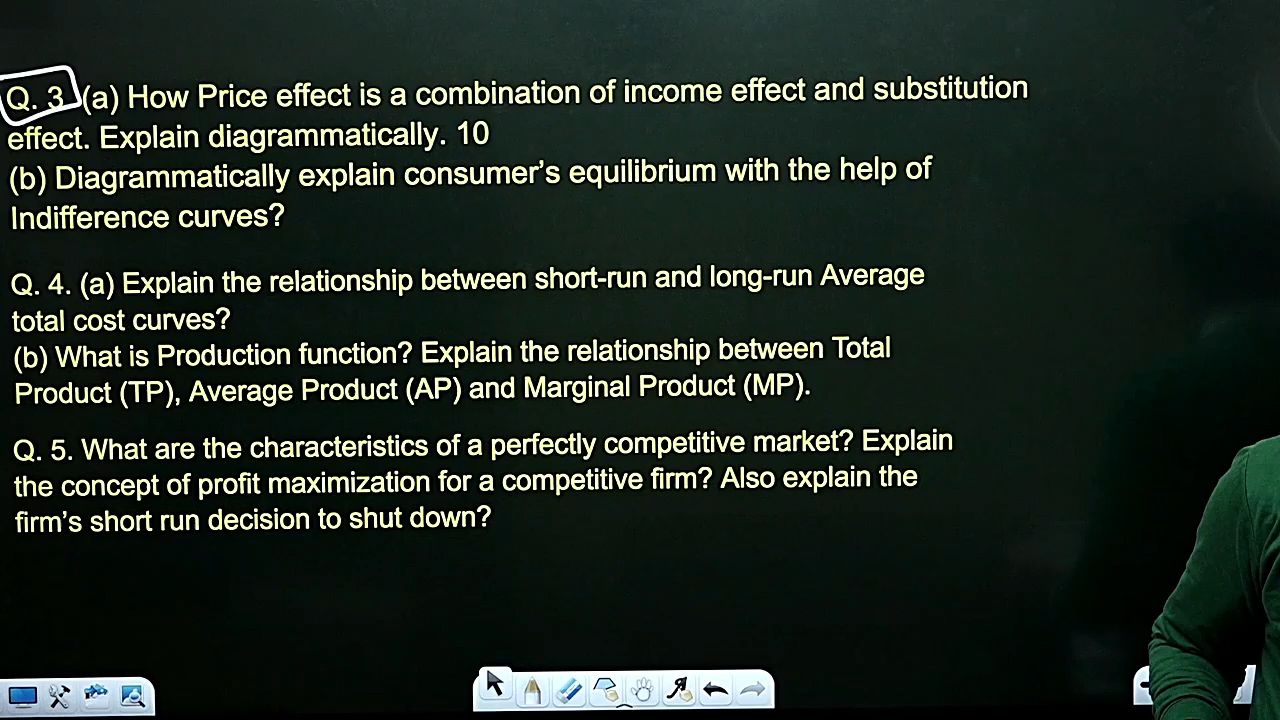 Q. 3 (a) How Price effect is a combination of income effect and substitution
effect. Explain diagrammatically. 10
(b) Diagrammatically explain consumer’s equilibrium with the help of
Indifference curves?
Q. 4. (a) Explain the relationship between short-run and long-run Average
total cost curves?
(b) What is Production function? Explain the relationship between Total
Product (TP), Average Product (AP) and Marginal Product (MP).
Q. 5. What are the characteristics of a perfectly competitive market? Explain
the concept of profit maximization for a competitive firm? Also explain the
firm’s short run decision to shut down?